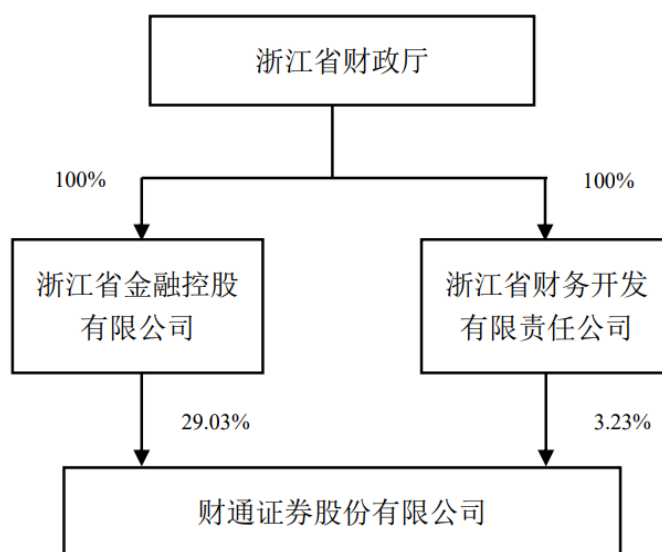 浙江省财政厅
100%
100%
浙江省金融控股
有限公司
浙江省财务开发
有限责任公司
29.03%
3.23%
财通证券股份有限公司